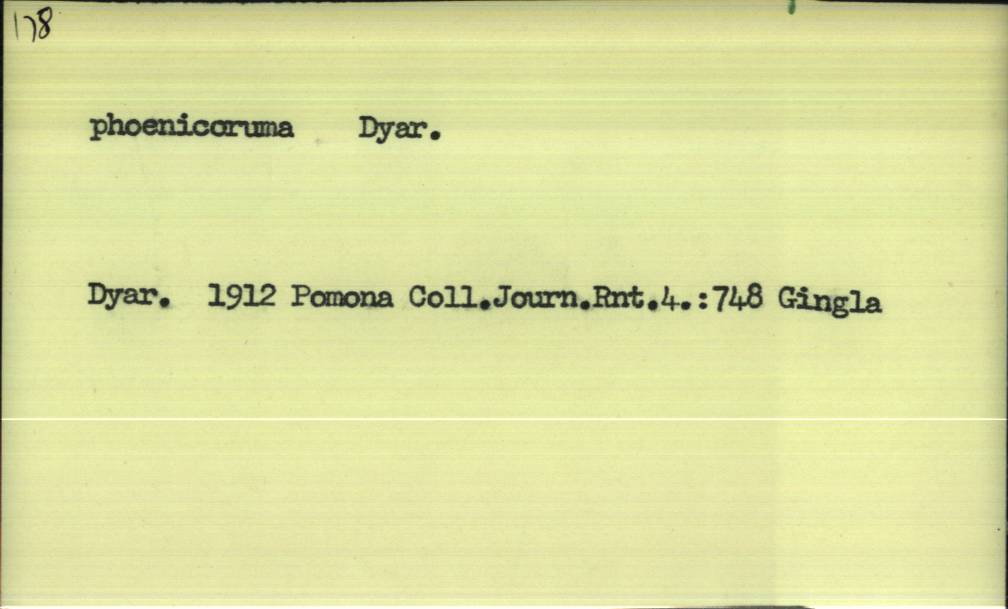 178
phoenicoruma Dyar.
Dyar. 1912 Pomona Coll.Journ.Rnt.4.:748 Gingla